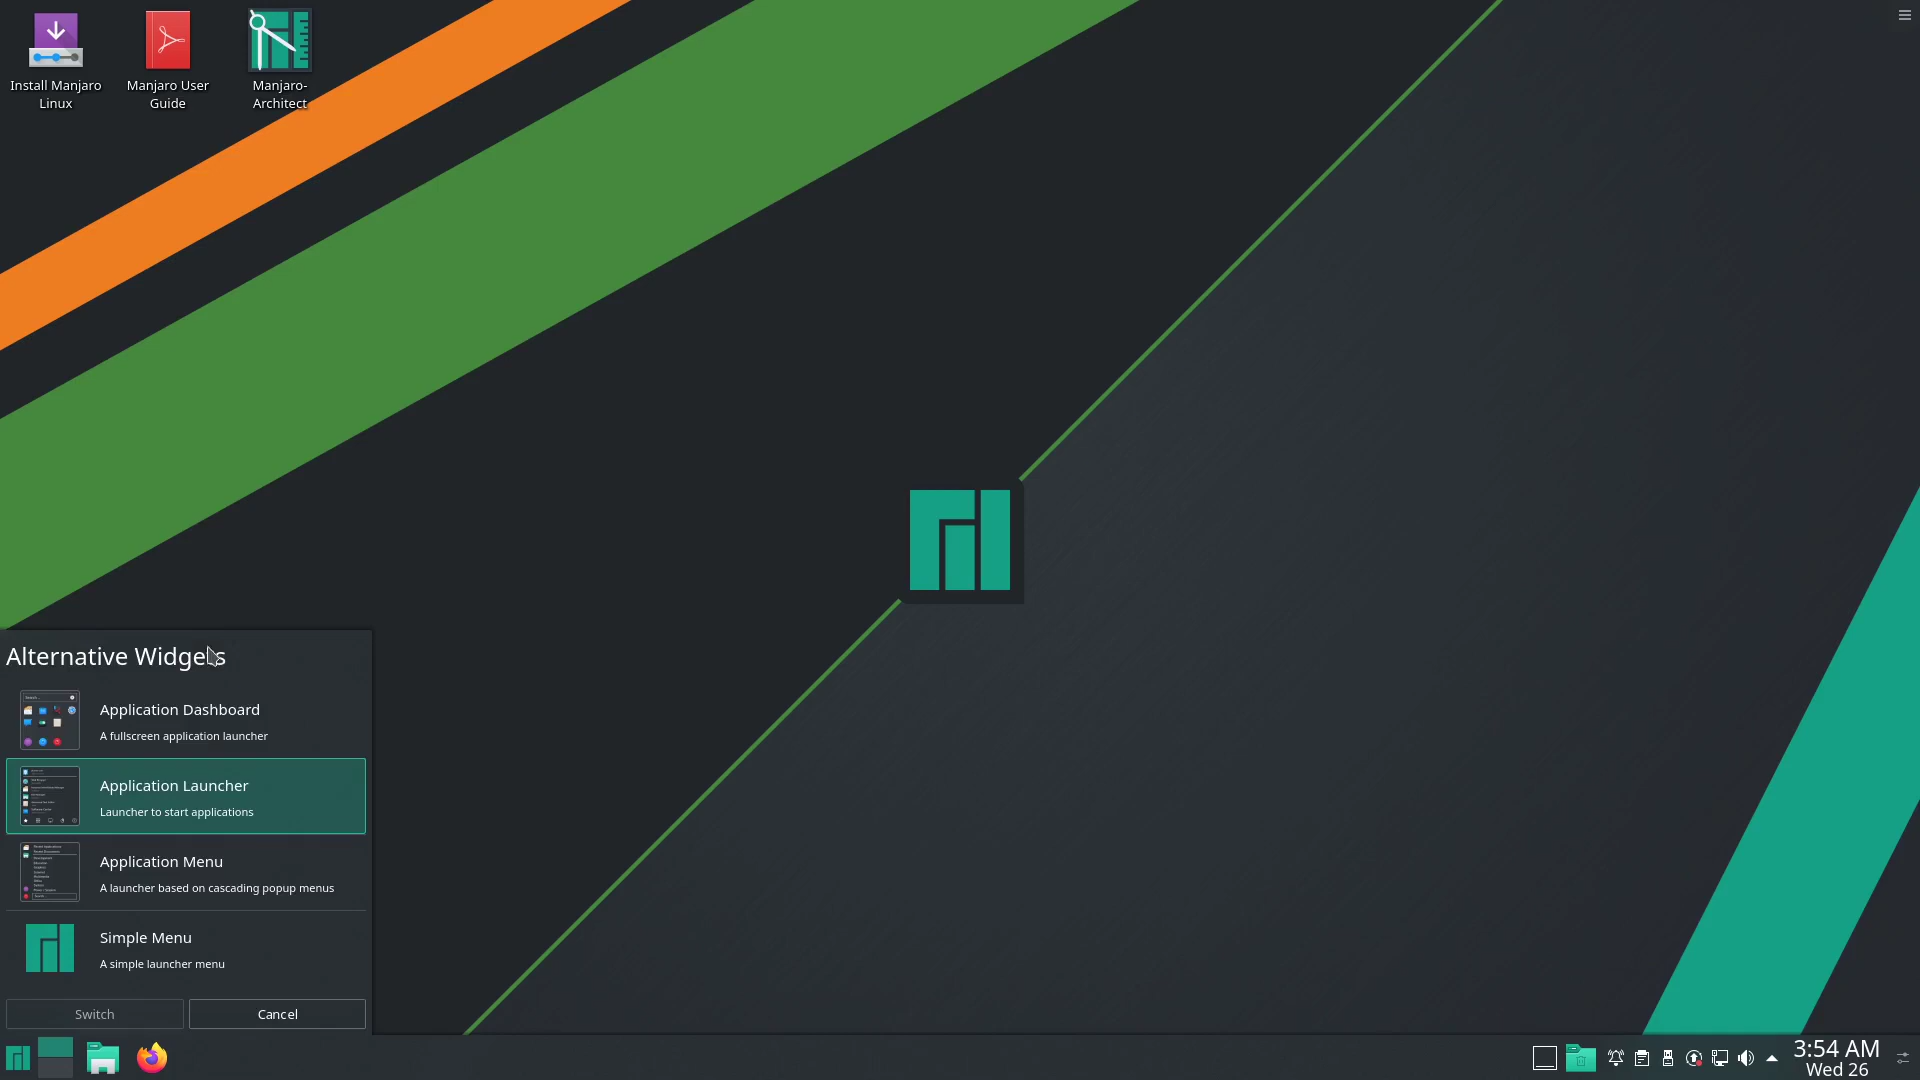 Install Manjaro
Linux
Manjaro User
Guide
Manjaro-
Architect
Alternative Widgets
Application Dashboard
A fullscreen application launcher
Application Launcher
Launcher to start applications
Application Menu
A launcher based on cascading popup menus
Simple Menu
A simple launcher menu
Switch
Cancel
3:54 AM
Wed 26